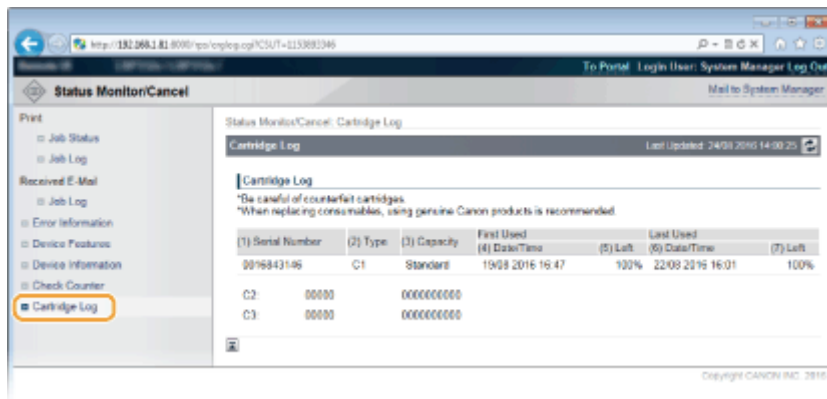 http://192.168.1.81:8000/rps/crglog.cgi?CSUT=1153693346
To Portal Login User: System Manager Log Out
Status Monitor/Cancel
Mail to System Manager
Print
Job Status
Job Log
Received E-Mail
Job Log
Error Information
Device Features
Device Information
Check Counter
Cartridge Log
Status Monitor/Cancel: Cartridge Log
Cartridge Log
Last Updated: 24/08 2016 14:00:25
Cartridge Log
*Be careful of counterfeit cartridges.
*When replacing consumables, using genuine Canon products is recommended.
First Used Last Used
(1) Serial Number (2) Type (3) Capacity (4) Date/Time (5) Left (6) Date/Time (7) Left
0016843146 C1 Standard 19/08 2016 16:47 100% 22/08 2016 16:01 100%
C2: 00000 0000000000
C3: 00000 0000000000
Copyright CANON INC. 2016